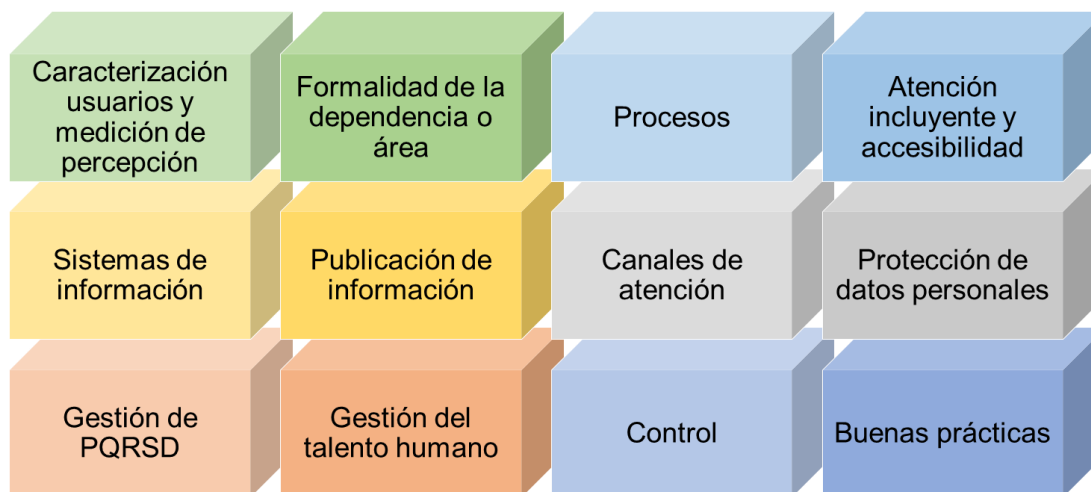 Caracterización
usuarios y
medición de
percepción
Formalidad de la
dependencia o
área
Procesos
Atención
incluyente y
accesibilidad
Sistemas de
información
Publicación de
información
Canales de
atención
Protección de
datos personales
Gestión de
PQRSD
Gestión del
talento humano
Control
Buenas prácticas